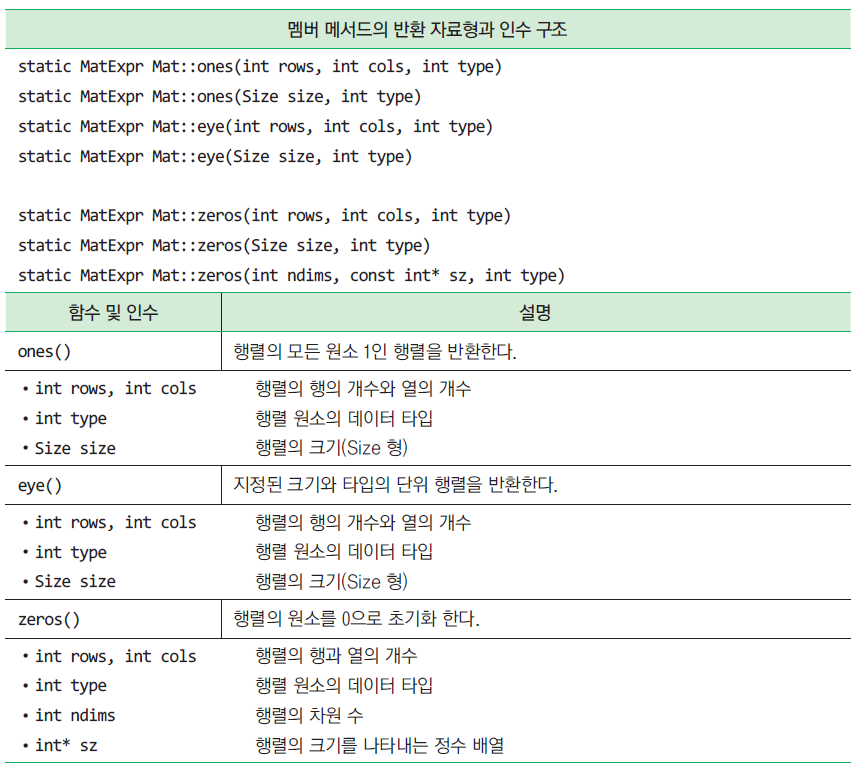 멤버 메서드의 반환 자료형과 인수 구조
static MatExpr Mat::ones(int rows, int cols, int type)
static MatExpr Mat::ones(Size size, int type)
static MatExpr Mat::eye(int rows, int cols, int type)
static MatExpr Mat::eye(Size size, int type)
static MatExpr Mat::zeros(int rows, int cols, int type)
static MatExpr Mat::zeros(Size size, int type)
static MatExpr Mat::zeros(int ndims, const int* sz, int type)
함수 및 인수 설명
ones() 행렬의 모든 원소 1인 행렬을 반환한다.
• int rows, int cols 행렬의 행의 개수와 열의 개수
• int type 행렬 원소의 데이터 타입
• Size size 행렬의 크기(Size 형)
eye() 지정된 크기와 타입의 단위 행렬을 반환한다.
• int rows, int cols 행렬의 행의 개수와 열의 개수
• int type 행렬 원소의 데이터 타입
• Size size 행렬의 크기(Size 형)
zeros() 행렬의 원소를 0으로 초기화 한다.
• int rows, int cols 행렬의 행과 열의 개수
• int type 행렬 원소의 데이터 타입
• int ndims 행렬의 차원 수
• int* sz 행렬의 크기를 나타내는 정수 배열